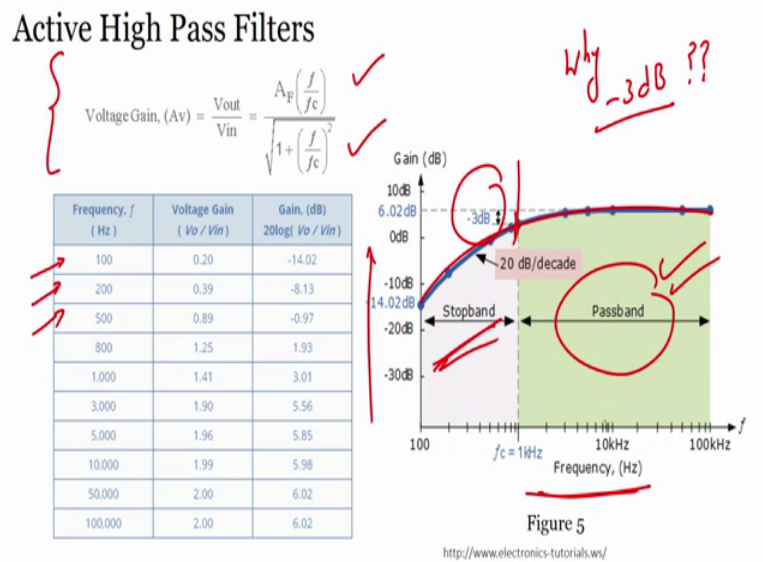 Active High Pass Filters
why
-3dB ??
Voltage Gain, (Av) = Vout / Vin = A_F (f / fc) / √(1 + (f / fc)²)
Frequency, f (Hz) | Voltage Gain ( Vo / Vin ) | Gain, (dB) 20log( Vo / Vin )
100 | 0.20 | -14.02
200 | 0.39 | -8.13
500 | 0.89 | -0.97
800 | 1.25 | 1.93
1,000 | 1.41 | 3.01
3,000 | 1.90 | 5.56
5,000 | 1.96 | 5.85
10,000 | 1.99 | 5.98
50,000 | 2.00 | 6.02
100,000 | 2.00 | 6.02
Gain (dB)
10dB
6.02dB
-3dB
0dB
20 dB/decade
-10dB
-14.02dB
Stopband
Passband
-20dB
-30dB
f
100
fc = 1kHz
10kHz
100kHz
Frequency, (Hz)
Figure 5
http://www.electronics-tutorials.ws/